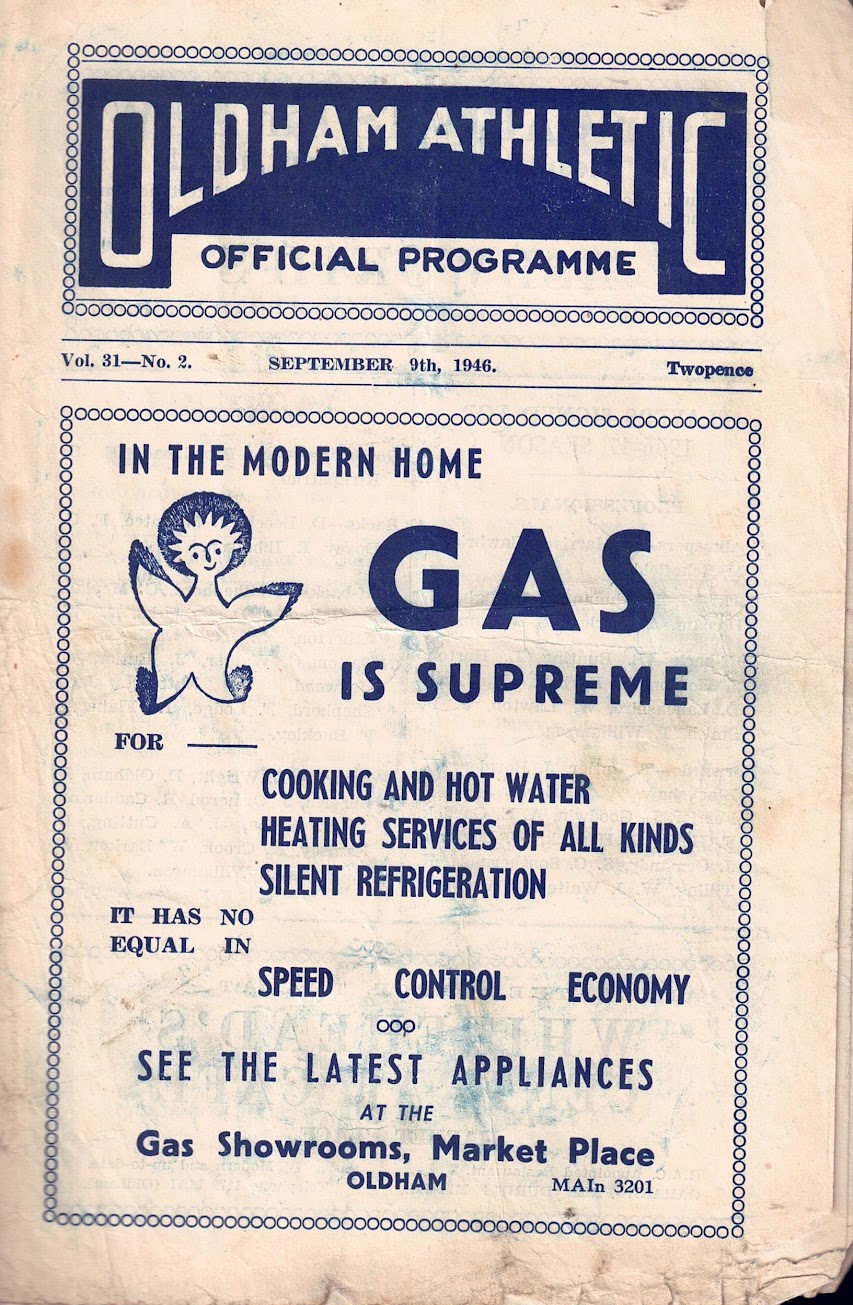 OLDHAM ATHLETIC
OFFICIAL PROGRAMME
Vol. 31—No. 2. SEPTEMBER 9th, 1946. Twopence
IN THE MODERN HOME
GAS
IS SUPREME
FOR ——
COOKING AND HOT WATER
HEATING SERVICES OF ALL KINDS
SILENT REFRIGERATION
IT HAS NO
EQUAL IN
SPEED CONTROL ECONOMY
SEE THE LATEST APPLIANCES
AT THE
Gas Showrooms, Market Place
OLDHAM MAIn 3201